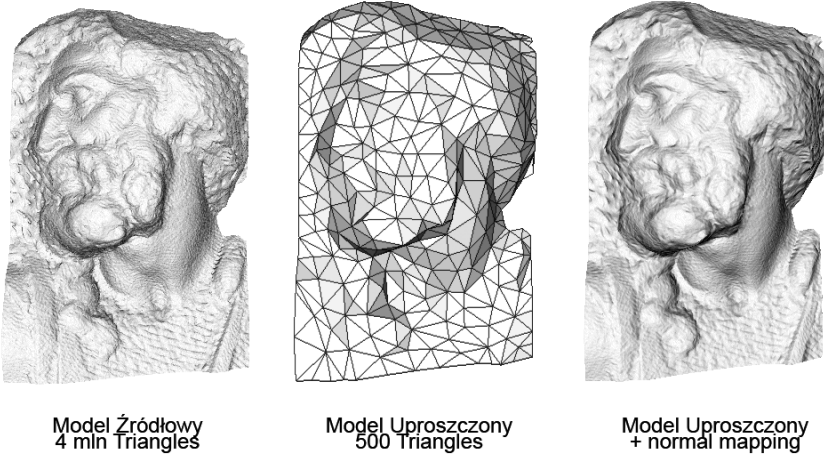 Model Źródłowy
4 mln Triangles
Model Uproszczony
500 Triangles
Model Uproszczony
+ normal mapping